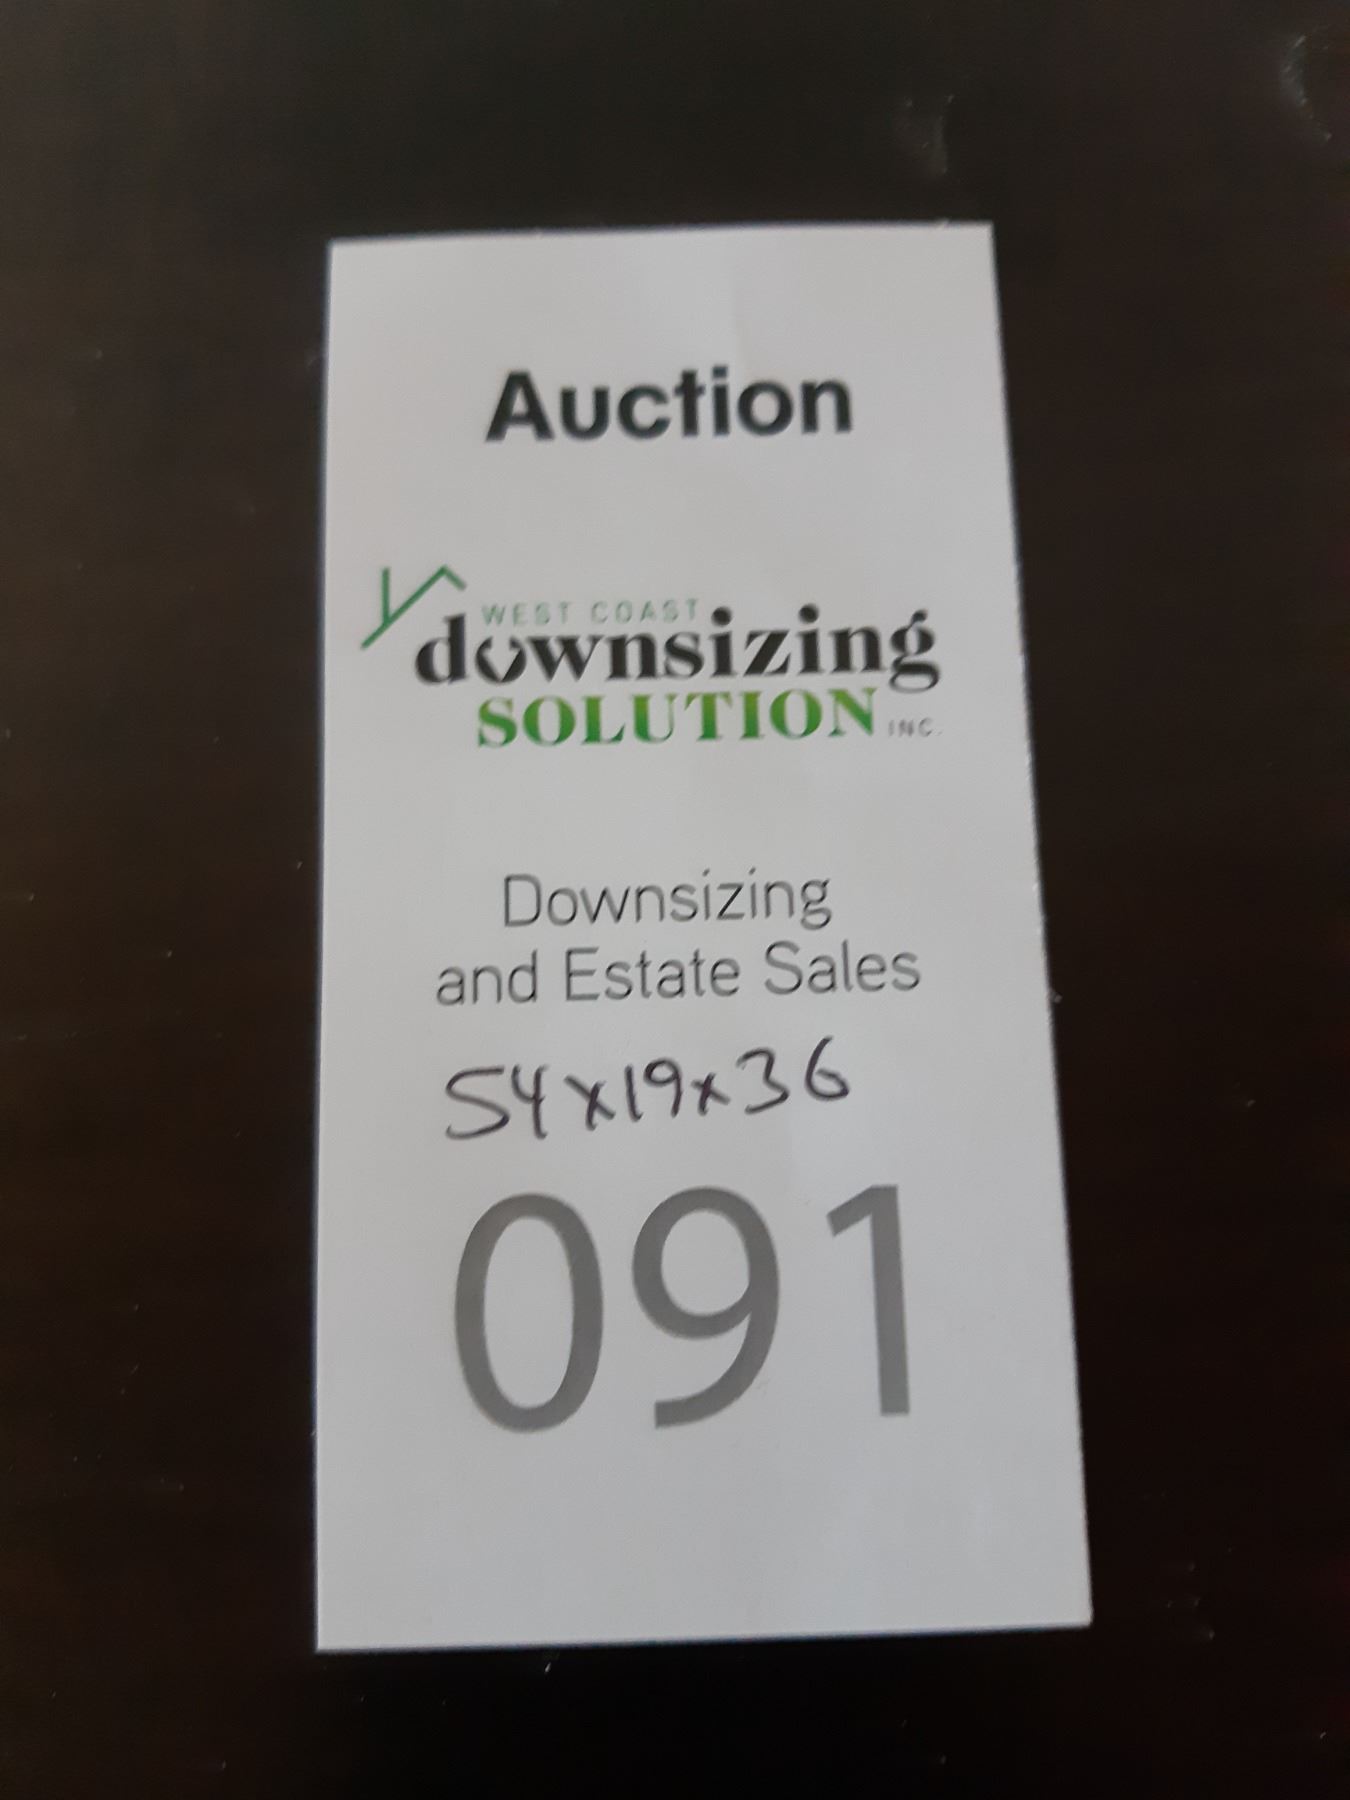 Auction
WEST COAST
downsizing
SOLUTION INC.
Downsizing
and Estate Sales
54x19x36
091